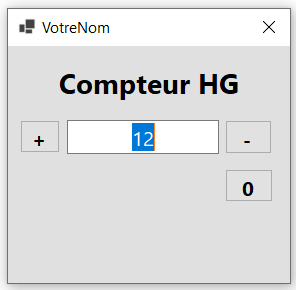 VotreNom
Compteur HG
+ 12 -
0